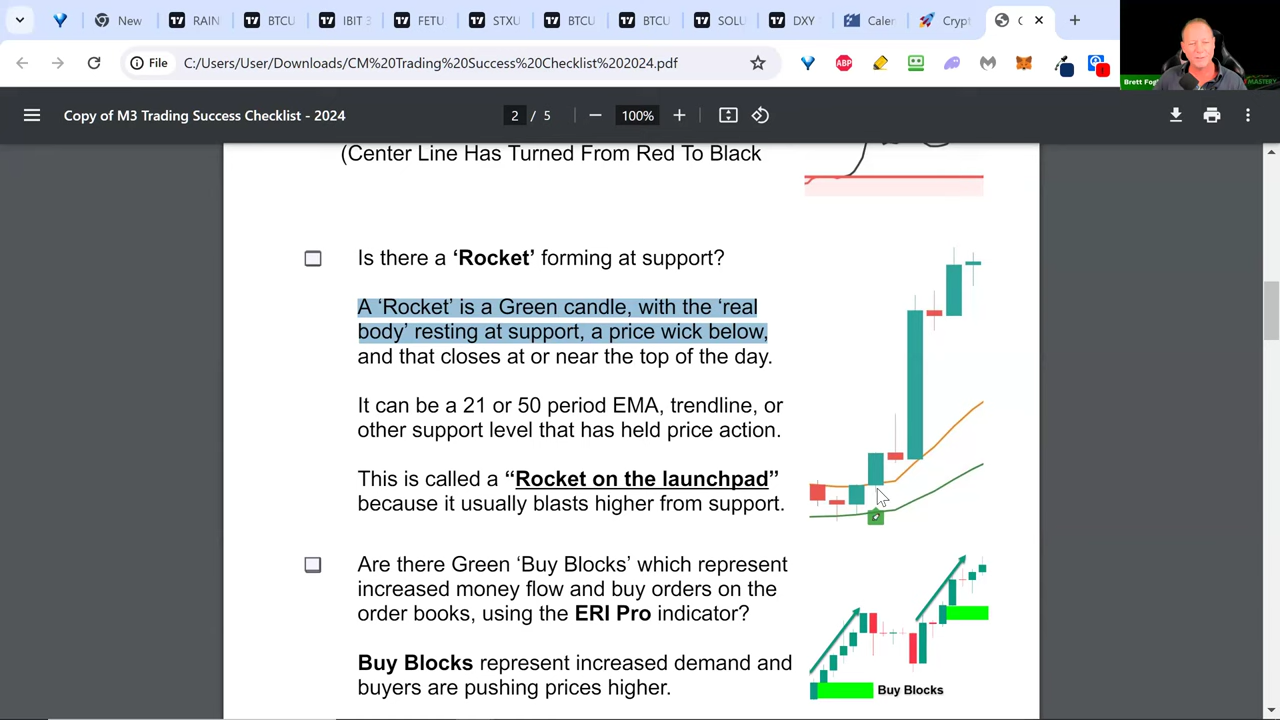 New
RAIN
BTCU
IBIT 3
FETU
STXU
BTCU
BTCU
SOLU
DXY
Caler
Crypt
C
File
C:/Users/User/Downloads/CM%20Trading%20Success%20Checklist%202024.pdf
ABP
Brett Fog
MASTERY
Copy of M3 Trading Success Checklist - 2024
2 / 5
100%
(Center Line Has Turned From Red To Black
Is there a ‘Rocket’ forming at support?
A ‘Rocket’ is a Green candle, with the ‘real
body’ resting at support, a price wick below,
and that closes at or near the top of the day.
It can be a 21 or 50 period EMA, trendline, or
other support level that has held price action.
This is called a “Rocket on the launchpad”
because it usually blasts higher from support.
Are there Green ‘Buy Blocks’ which represent
increased money flow and buy orders on the
order books, using the ERI Pro indicator?
Buy Blocks represent increased demand and
buyers are pushing prices higher.
Buy Blocks